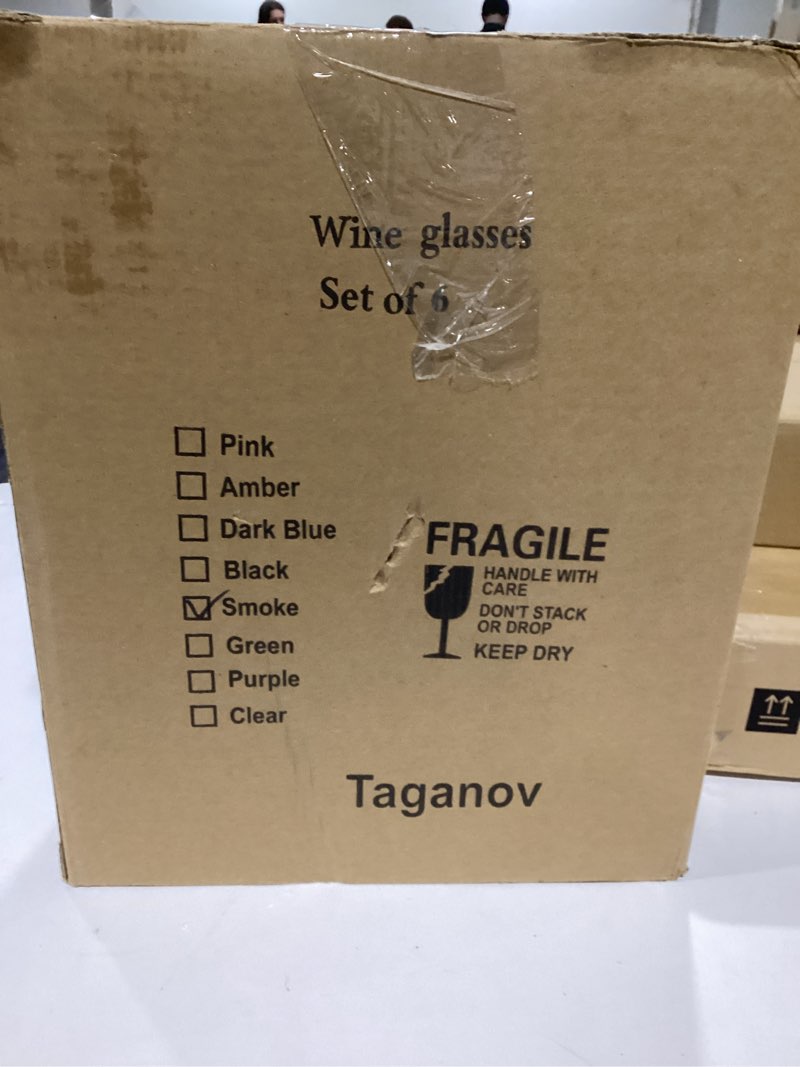 Wine glasses
Set of 6
Pink
Amber
Dark Blue
Black
Smoke
Green
Purple
Clear
FRAGILE
HANDLE WITH
CARE
DON'T STACK
OR DROP
KEEP DRY
Taganov